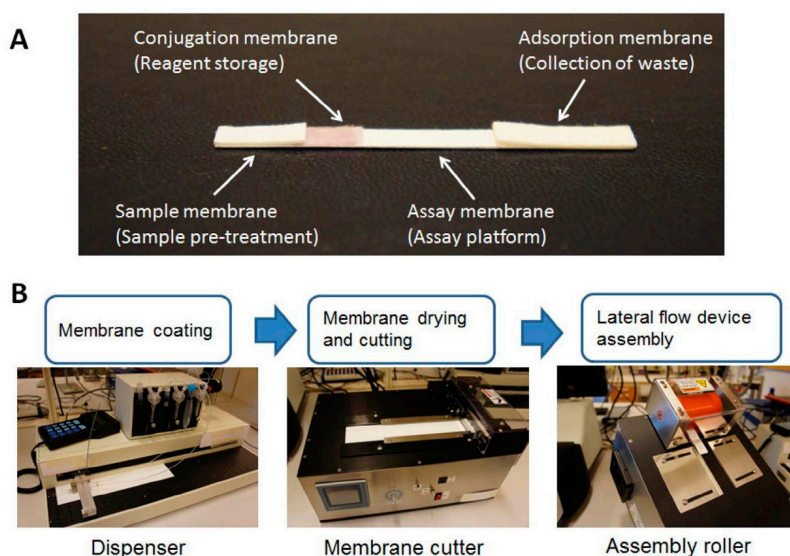 A
Conjugation membrane
(Reagent storage)
Adsorption membrane
(Collection of waste)
Sample membrane
(Sample pre-treatment)
Assay membrane
(Assay platform)
B
Membrane coating
Membrane drying
and cutting
Lateral flow device
assembly
Dispenser
Membrane cutter
Assembly roller